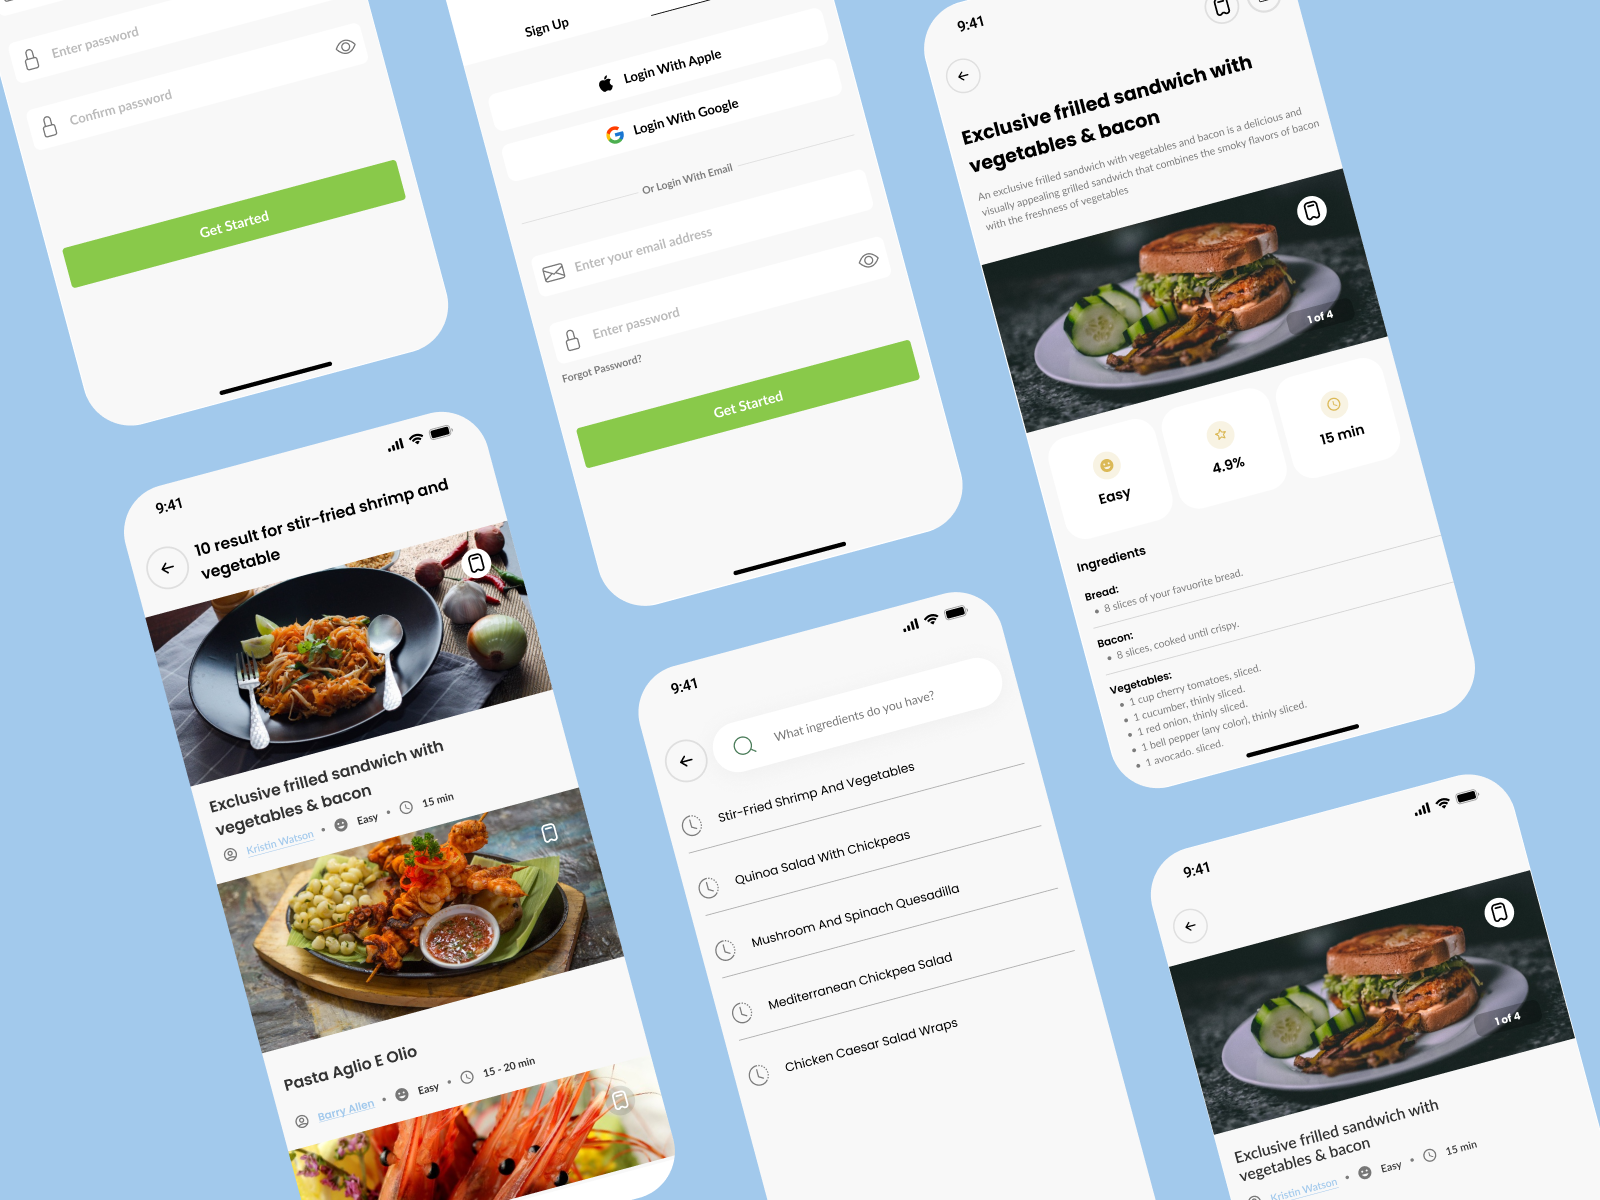 Enter password
Confirm password
Get Started
Sign Up
Login With Apple
Login With Google
Or Login With Email
Enter your email address
Enter password
Forgot Password?
Get Started
9:41
Exclusive frilled sandwich with
vegetables & bacon
An exclusive frilled sandwich with vegetables and bacon is a delicious and
visually appealing grilled sandwich that combines the smoky flavors of bacon
with the freshness of vegetables
1 of 4
Easy
4.9%
15 min
Ingredients
Bread:
• 8 slices of your favuorite bread.
Bacon:
• 8 slices, cooked until crispy.
Vegetables:
• 1 cup cherry tomatoes, sliced.
• 1 cucumber, thinly sliced.
• 1 red onion, thinly sliced.
• 1 bell pepper (any color), thinly sliced.
• 1 avocado, sliced.
9:41
10 result for stir-fried shrimp and
vegetable
Exclusive frilled sandwich with
vegetables & bacon
Kristin Watson • Easy • 15 min
Pasta Aglio E Olio
Barry Allen • Easy • 15 - 20 min
9:41
What ingredients do you have?
Stir-Fried Shrimp And Vegetables
Quinoa Salad With Chickpeas
Mushroom And Spinach Quesadilla
Mediterranean Chickpea Salad
Chicken Caesar Salad Wraps
9:41
1 of 4
Exclusive frilled sandwich with
vegetables & bacon
Kristin Watson • Easy • 15 min